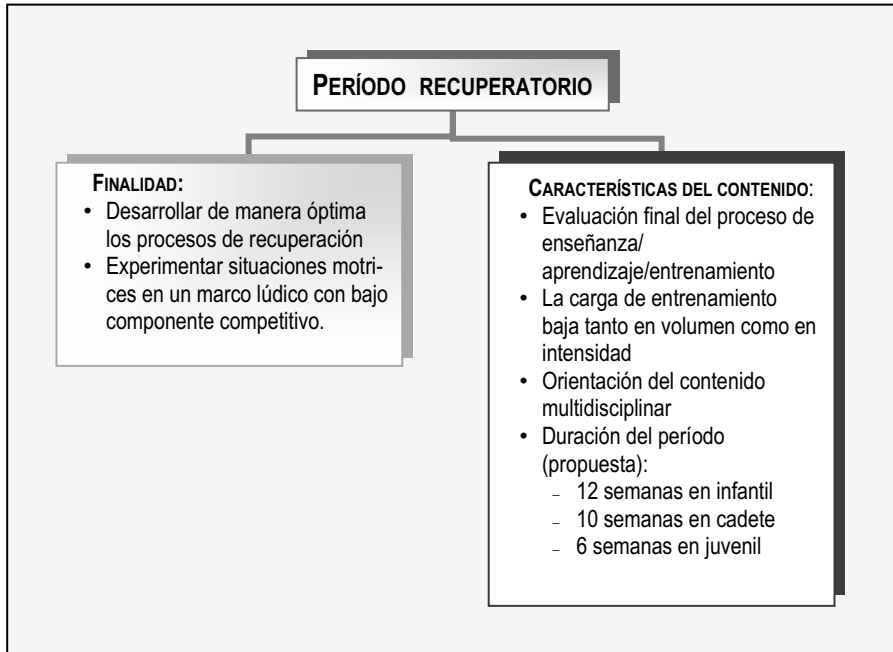 PERÍODO RECUPERATORIO
FINALIDAD:
• Desarrollar de manera óptima
los procesos de recuperación
• Experimentar situaciones motri-
ces en un marco lúdico con bajo
componente competitivo.
CARACTERÍSTICAS DEL CONTENIDO:
• Evaluación final del proceso de
enseñanza/
aprendizaje/entrenamiento
• La carga de entrenamiento
baja tanto en volumen como en
intensidad
• Orientación del contenido
multidisciplinar
• Duración del período
(propuesta):
– 12 semanas en infantil
– 10 semanas en cadete
– 6 semanas en juvenil